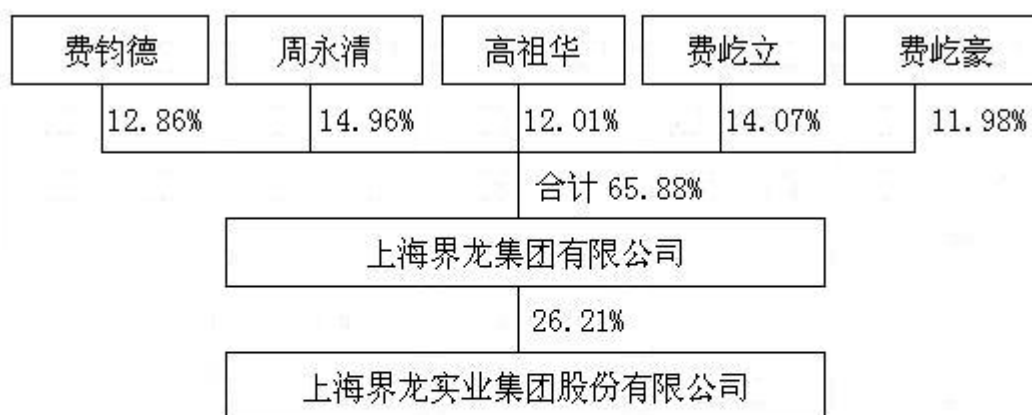 费钧德 周永清 高祖华 费屹立 费屹豪
12.86% 14.96% 12.01% 14.07% 11.98%
合计 65.88%
上海界龙集团有限公司
26.21%
上海界龙实业集团股份有限公司